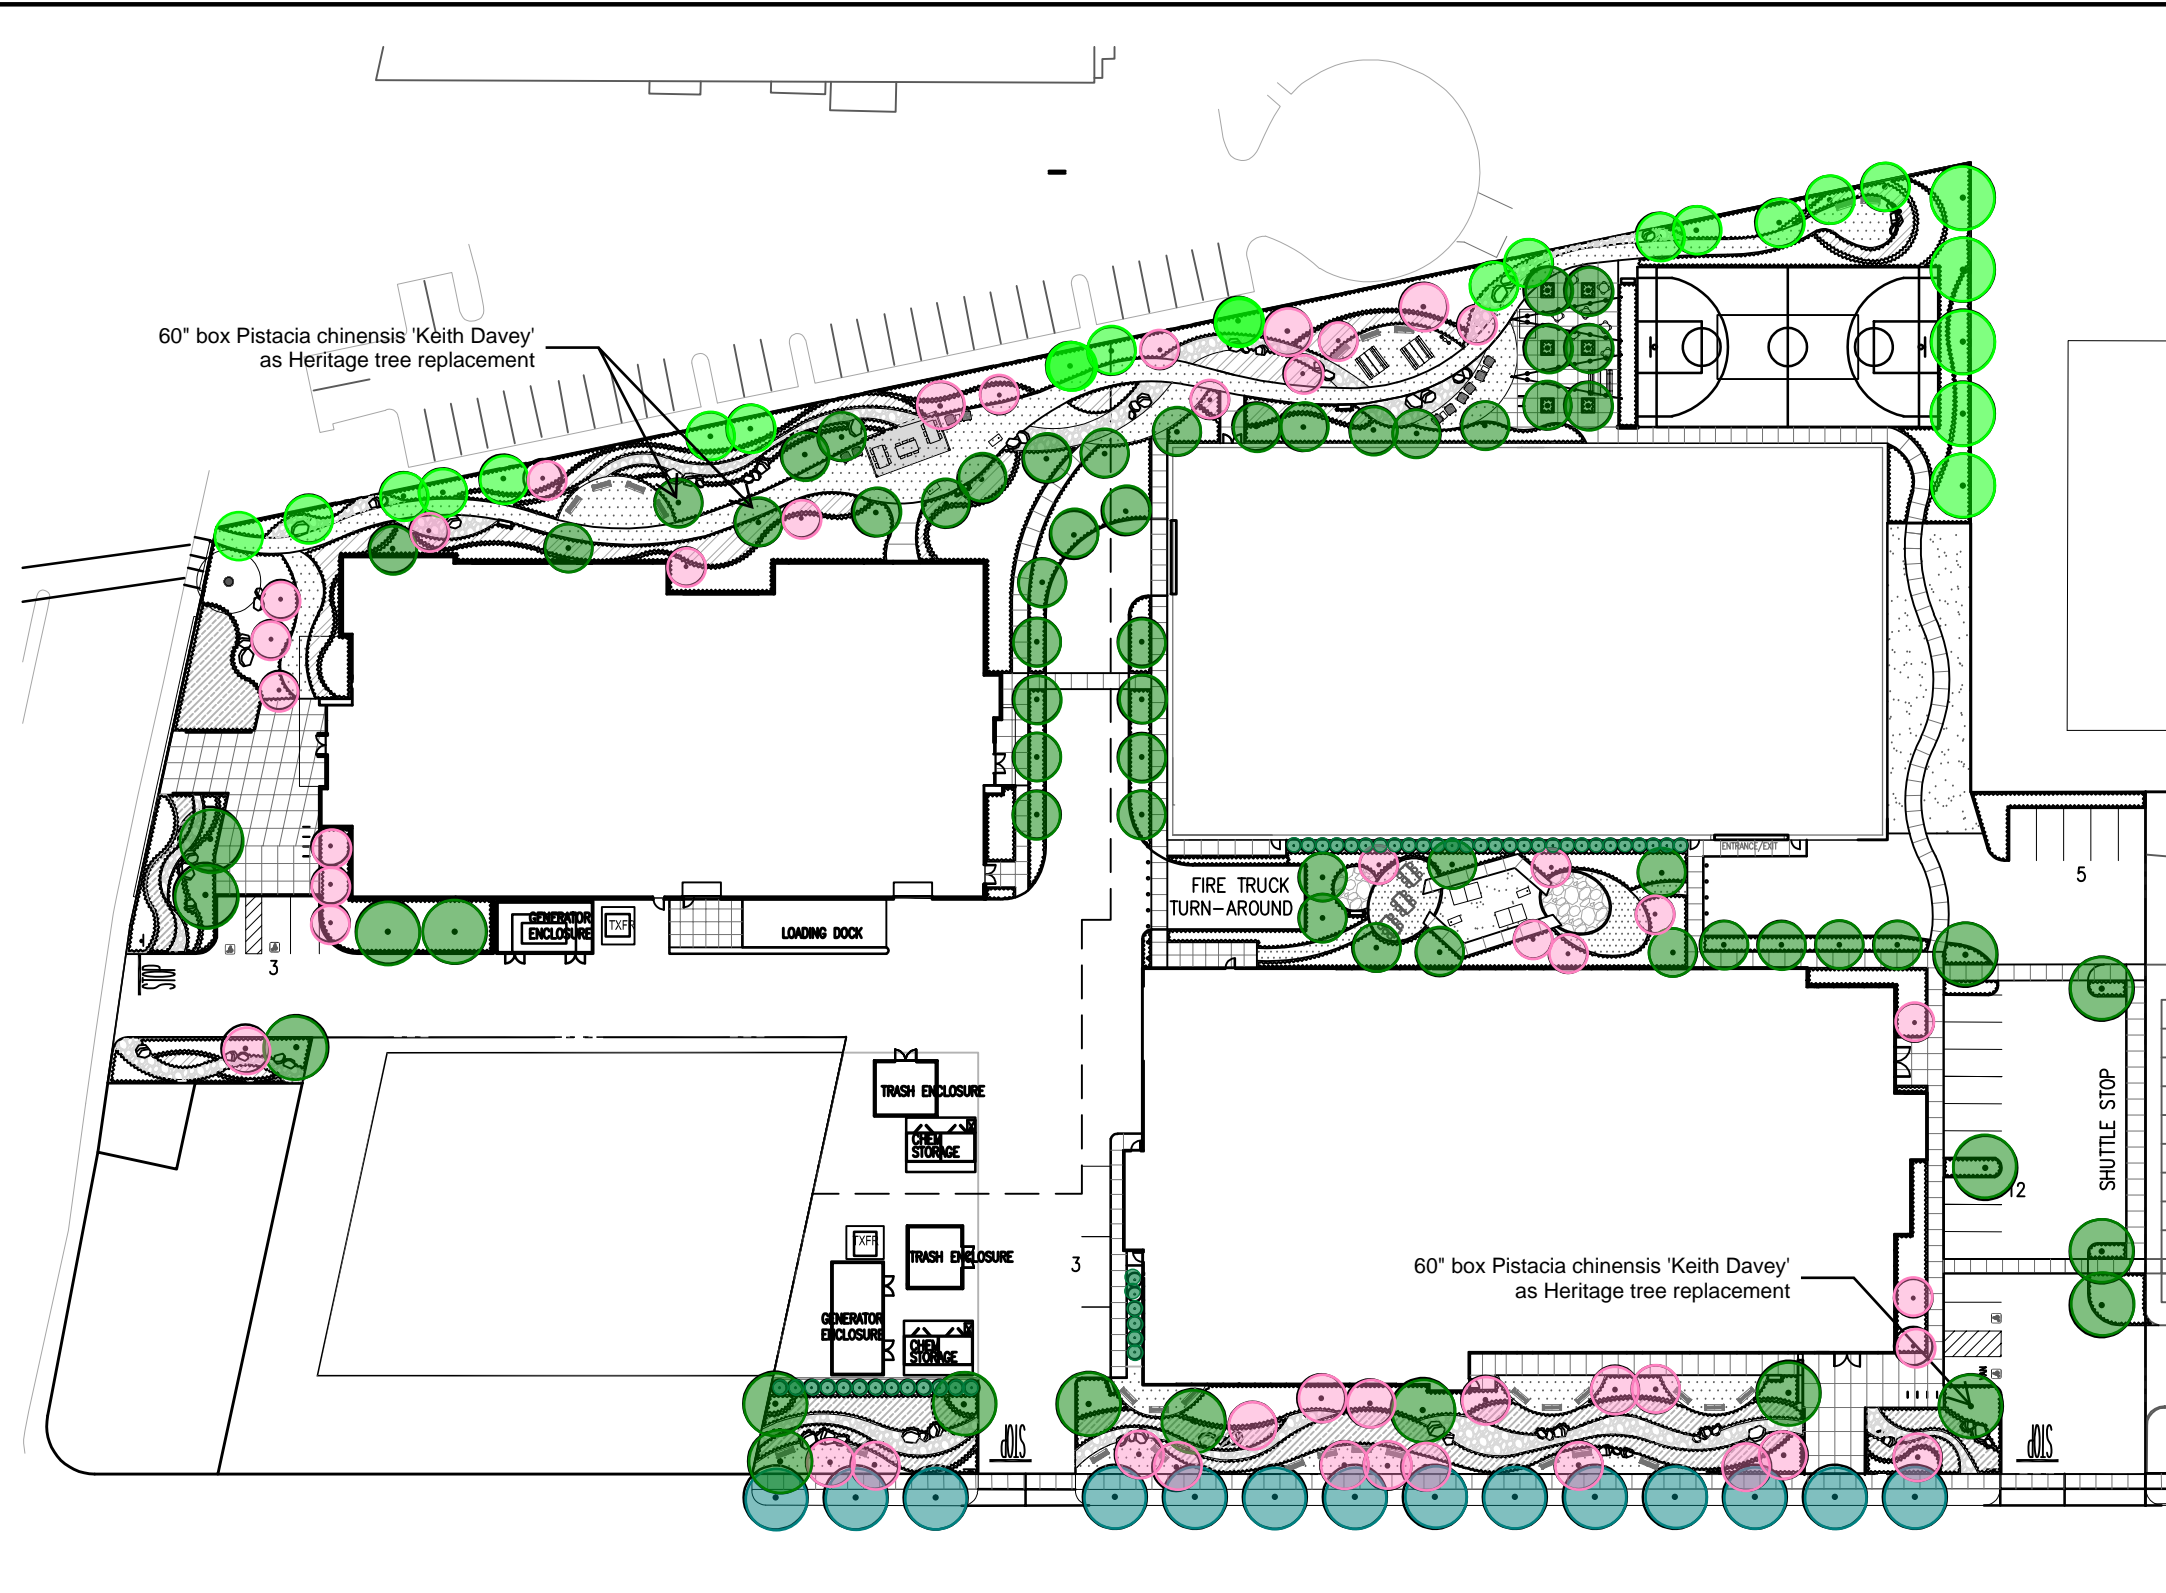 60" box Pistacia chinensis 'Keith Davey'
as Heritage tree replacement
ENTRANCE/EXIT
FIRE TRUCK
TURN-AROUND
5
GENERATOR
ENCLOSURE
TXFR
LOADING DOCK
3
STOP
TRASH ENCLOSURE
CHEM
STORAGE
SHUTTLE STOP
12
TXFR
TRASH ENCLOSURE
3
60" box Pistacia chinensis 'Keith Davey'
as Heritage tree replacement
GENERATOR
ENCLOSURE
CHEM
STORAGE
STOP
STOP